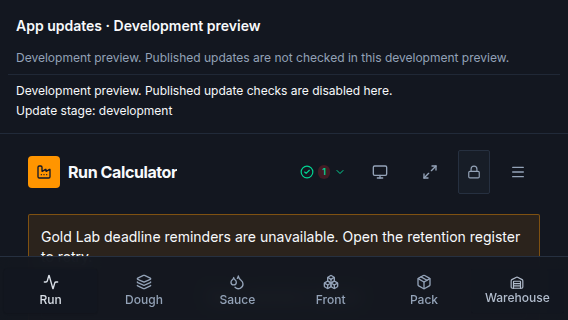 App updates · Development preview
Development preview. Published updates are not checked in this development preview.
Development preview. Published update checks are disabled here.
Update stage: development
Run Calculator
1
Gold Lab deadline reminders are unavailable. Open the retention register
to retry.
Run
Dough
Sauce
Front
Pack
Warehouse